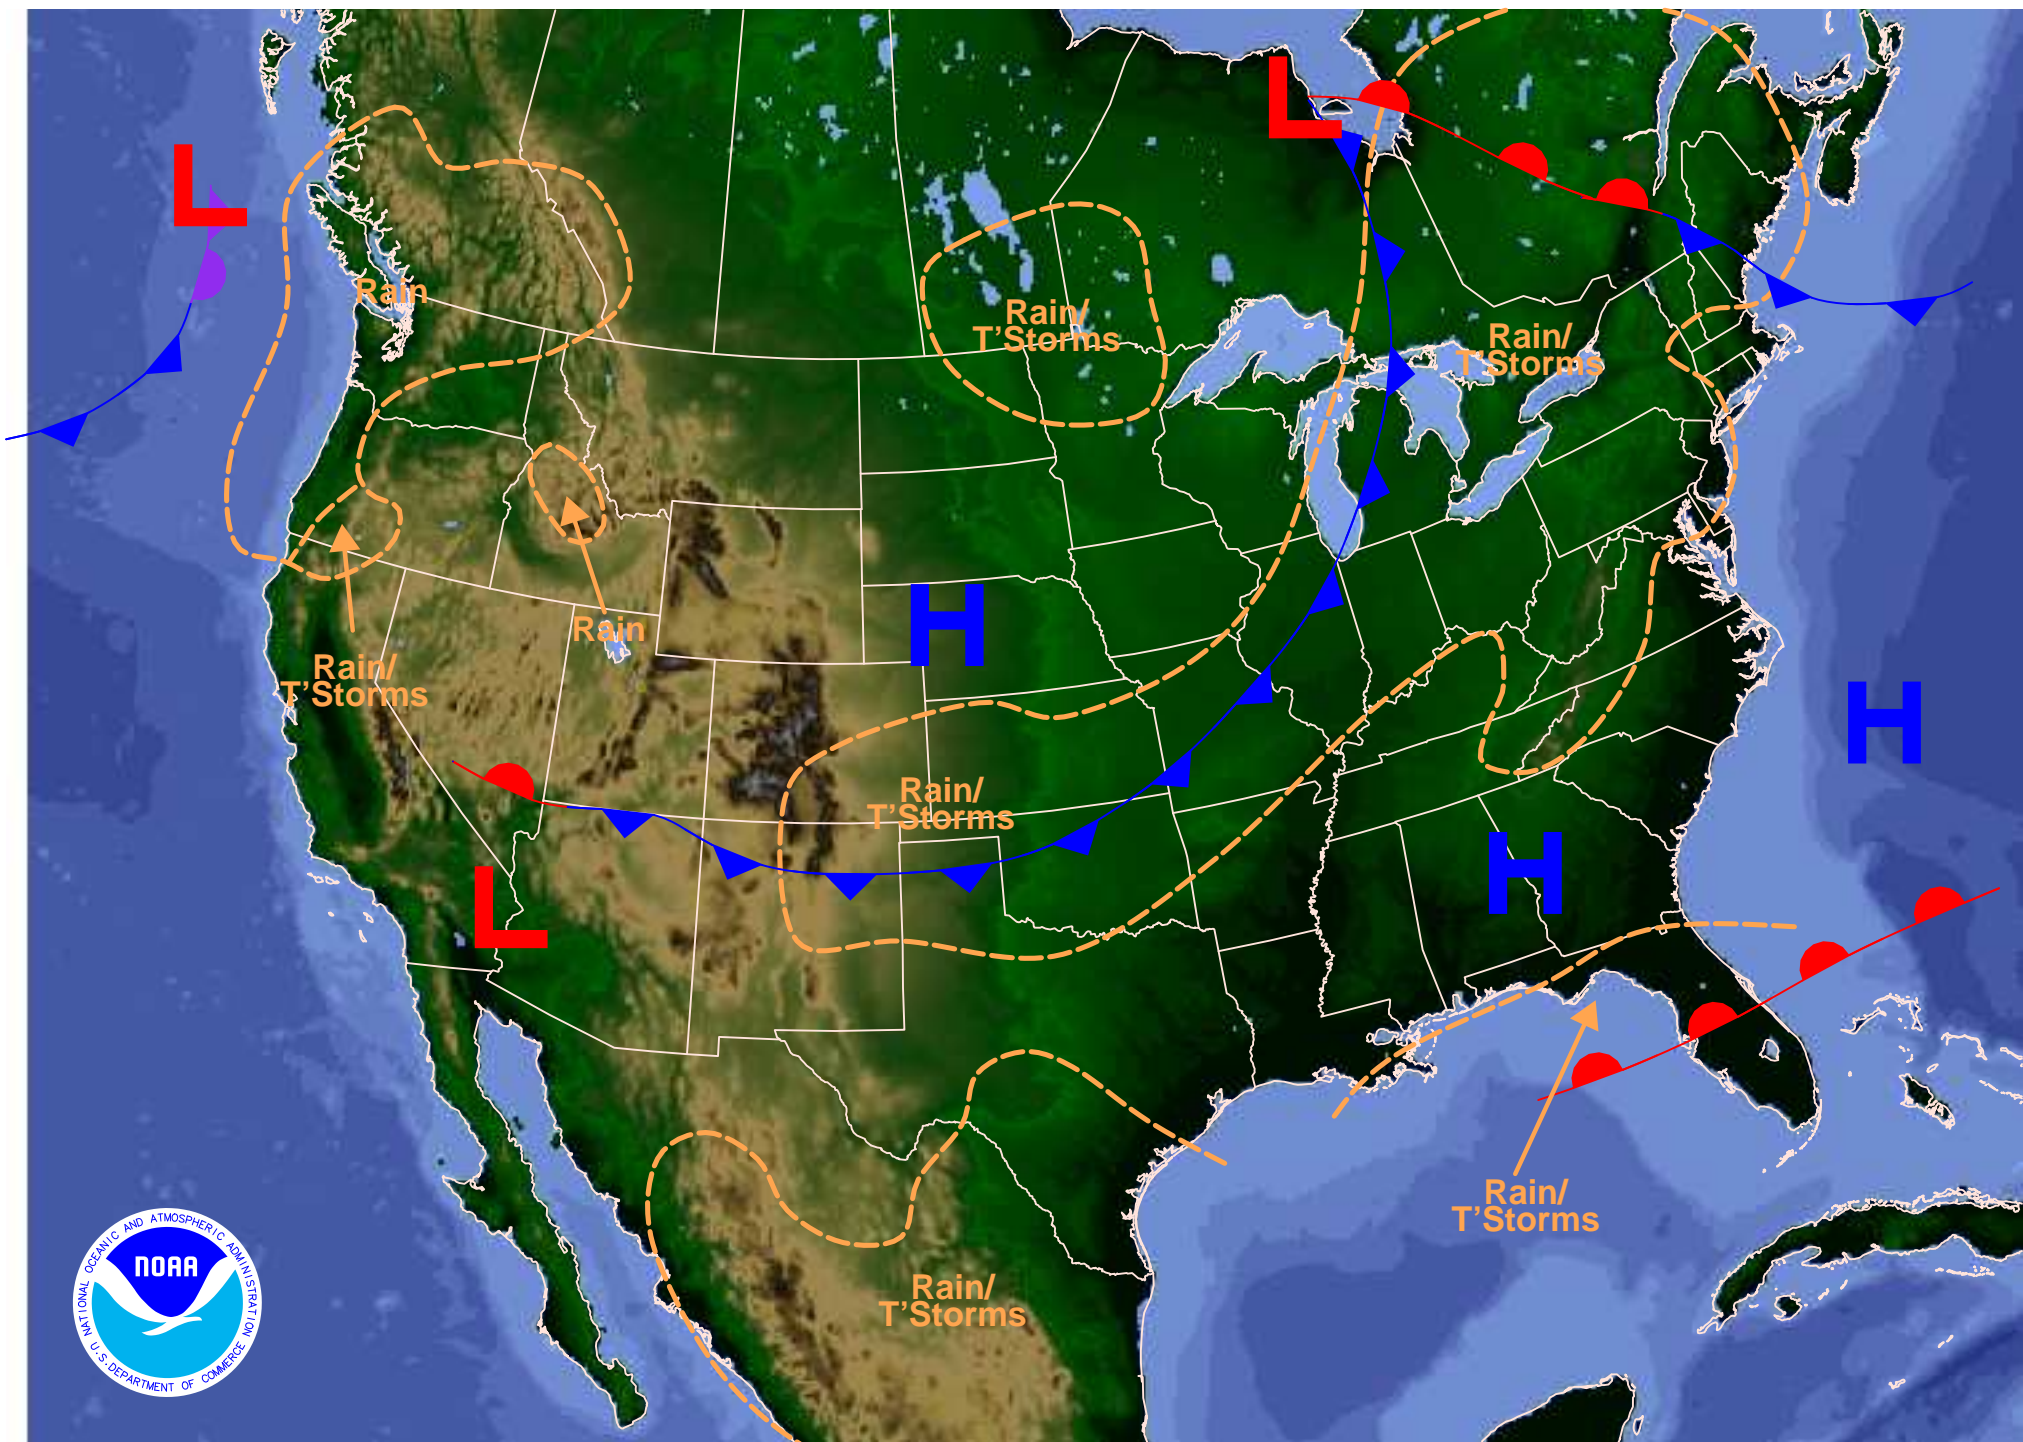 L
L
Rain
Rain/
T'Storms
Rain/
T'Storms
H
Rain
Rain/
T'Storms
H
Rain/
T'Storms
H
L
Rain/
T'Storms
Rain/
T'Storms
NATIONAL OCEANIC AND ATMOSPHERIC ADMINISTRATION
NOAA
U.S. DEPARTMENT OF COMMERCE